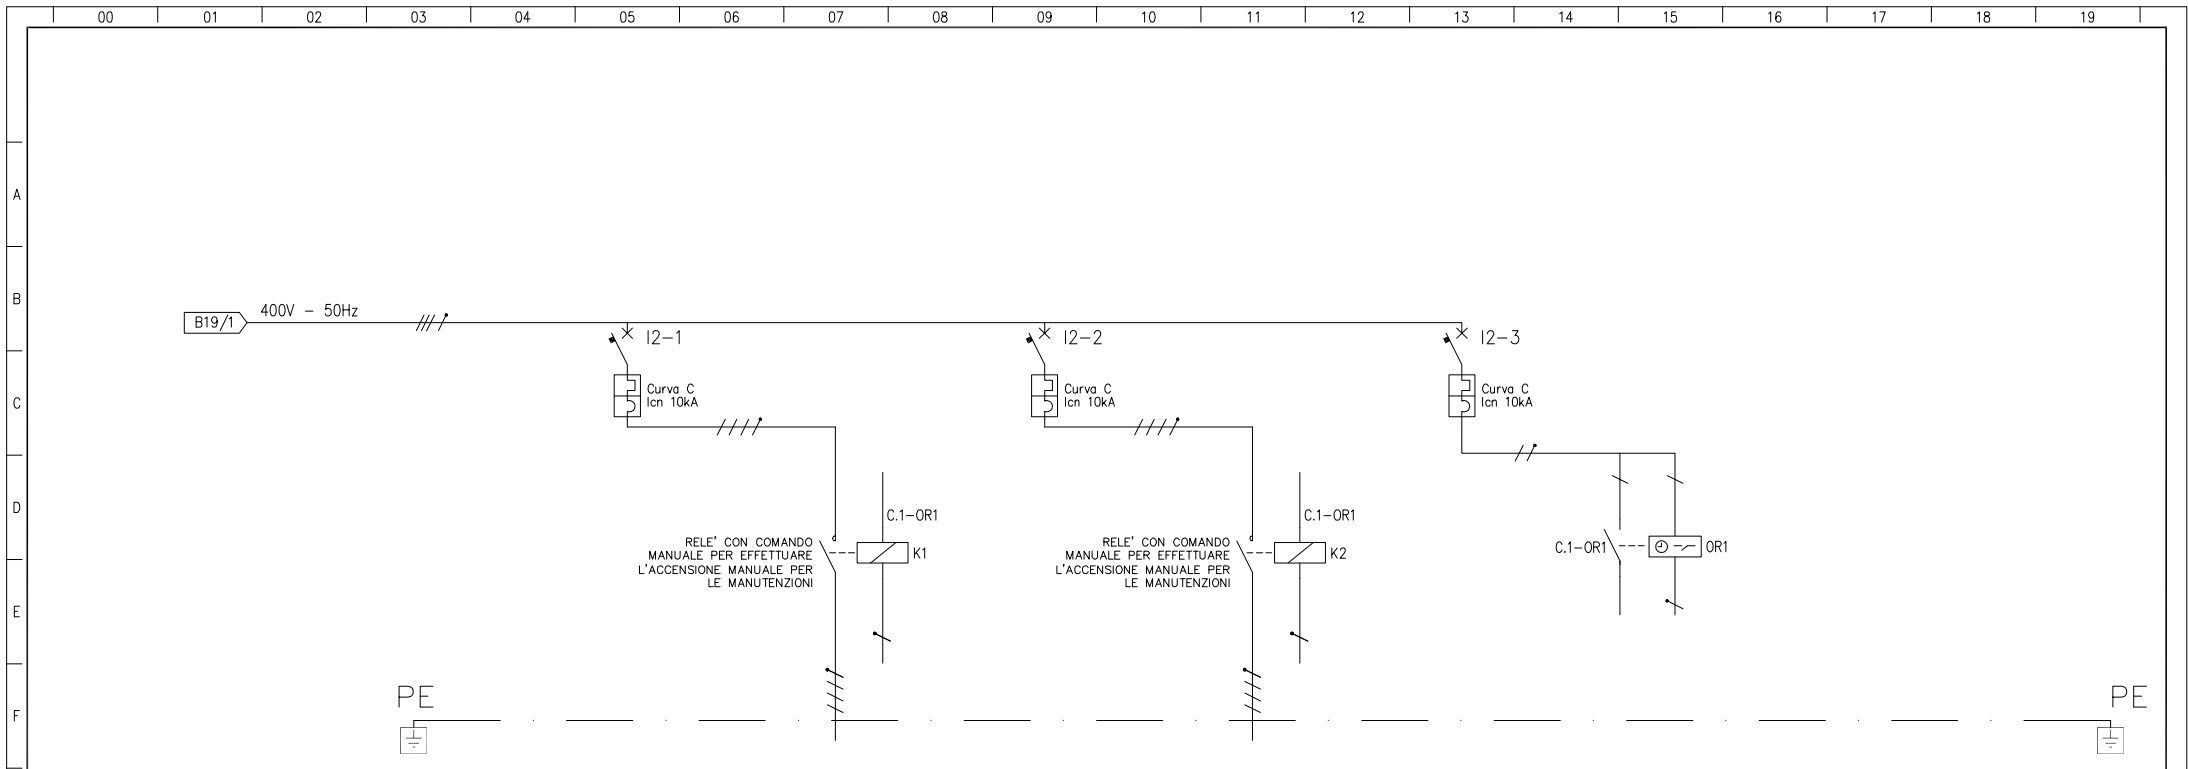 00 01 02 03 04 05 06 07 08 09 10 11 12 13 14 15 16 17 18 19
A
B
B19/1
400V - 50Hz
I2-1
I2-2
I2-3
C
Curva C
Icn 10kA
Curva C
Icn 10kA
Curva C
Icn 10kA
D
C.1-OR1
RELE' CON COMANDO
MANUALE PER EFFETTUARE
L'ACCENSIONE MANUALE PER
LE MANUTENZIONI
K1
C.1-OR1
RELE' CON COMANDO
MANUALE PER EFFETTUARE
L'ACCENSIONE MANUALE PER
LE MANUTENZIONI
K2
C.1-OR1
OR1
E
F
PE
PE